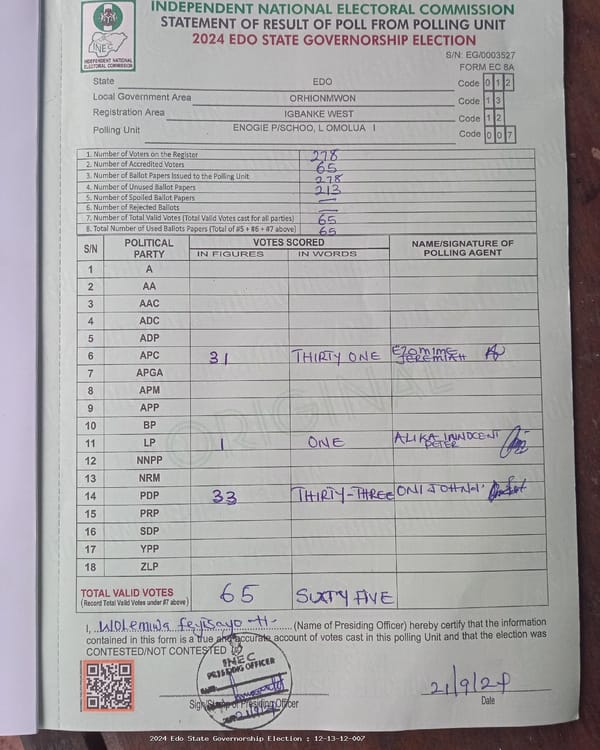 INDEPENDENT NATIONAL ELECTORAL COMMISSION
STATEMENT OF RESULT OF POLL FROM POLLING UNIT
2024 EDO STATE GOVERNORSHIP ELECTION
INEC
INDEPENDENT NATIONAL
ELECTORAL COMMISSION
S/N: EG/0003527
FORM EC 8A
State EDO Code 0 1 2
Local Government Area ORHIONMWON Code 1 3
Registration Area IGBANKE WEST Code 1 2
Polling Unit ENOGIE P/SCHOO, L OMOLUA I Code 0 0 7
1. Number of Voters on the Register 278
2. Number of Accredited Voters 65
3. Number of Ballot Papers Issued to the Polling Unit 278
4. Number of Unused Ballot Papers 213
5. Number of Spoiled Ballot Papers —
6. Number of Rejected Ballots —
7. Number of Total Valid Votes (Total Valid Votes cast for all parties) 65
8. Total Number of Used Ballots Papers (Total of #5 + #6 + #7 above) 65
S/N POLITICAL PARTY VOTES SCORED NAME/SIGNATURE OF POLLING AGENT
IN FIGURES IN WORDS
1 A
2 AA
3 AAC
4 ADC
5 ADP
6 APC 31 THIRTY ONE EZOMIME JEREMIAH
7 APGA
8 APM
9 APP
10 BP
11 LP 1 ONE ALIKA INNOCENT PETER
12 NNPP
13 NRM
14 PDP 33 THIRTY-THREE ONI JOHN
15 PRP
16 SDP
17 YPP
18 ZLP
ORIGINAL
TOTAL VALID VOTES 65 SIXTY FIVE
(Record Total Valid Votes under #7 above)
I, Wolemiwa Feyisayo H. (Name of Presiding Officer) hereby certify that the information
contained in this form is a true and accurate account of votes cast in this polling Unit and that the election was
CONTESTED/NOT CONTESTED
INEC
PRESIDING OFFICER
21/9/24
Sign Stamp of Presiding Officer
Date
2024 Edo State Governorship Election : 12-13-12-007